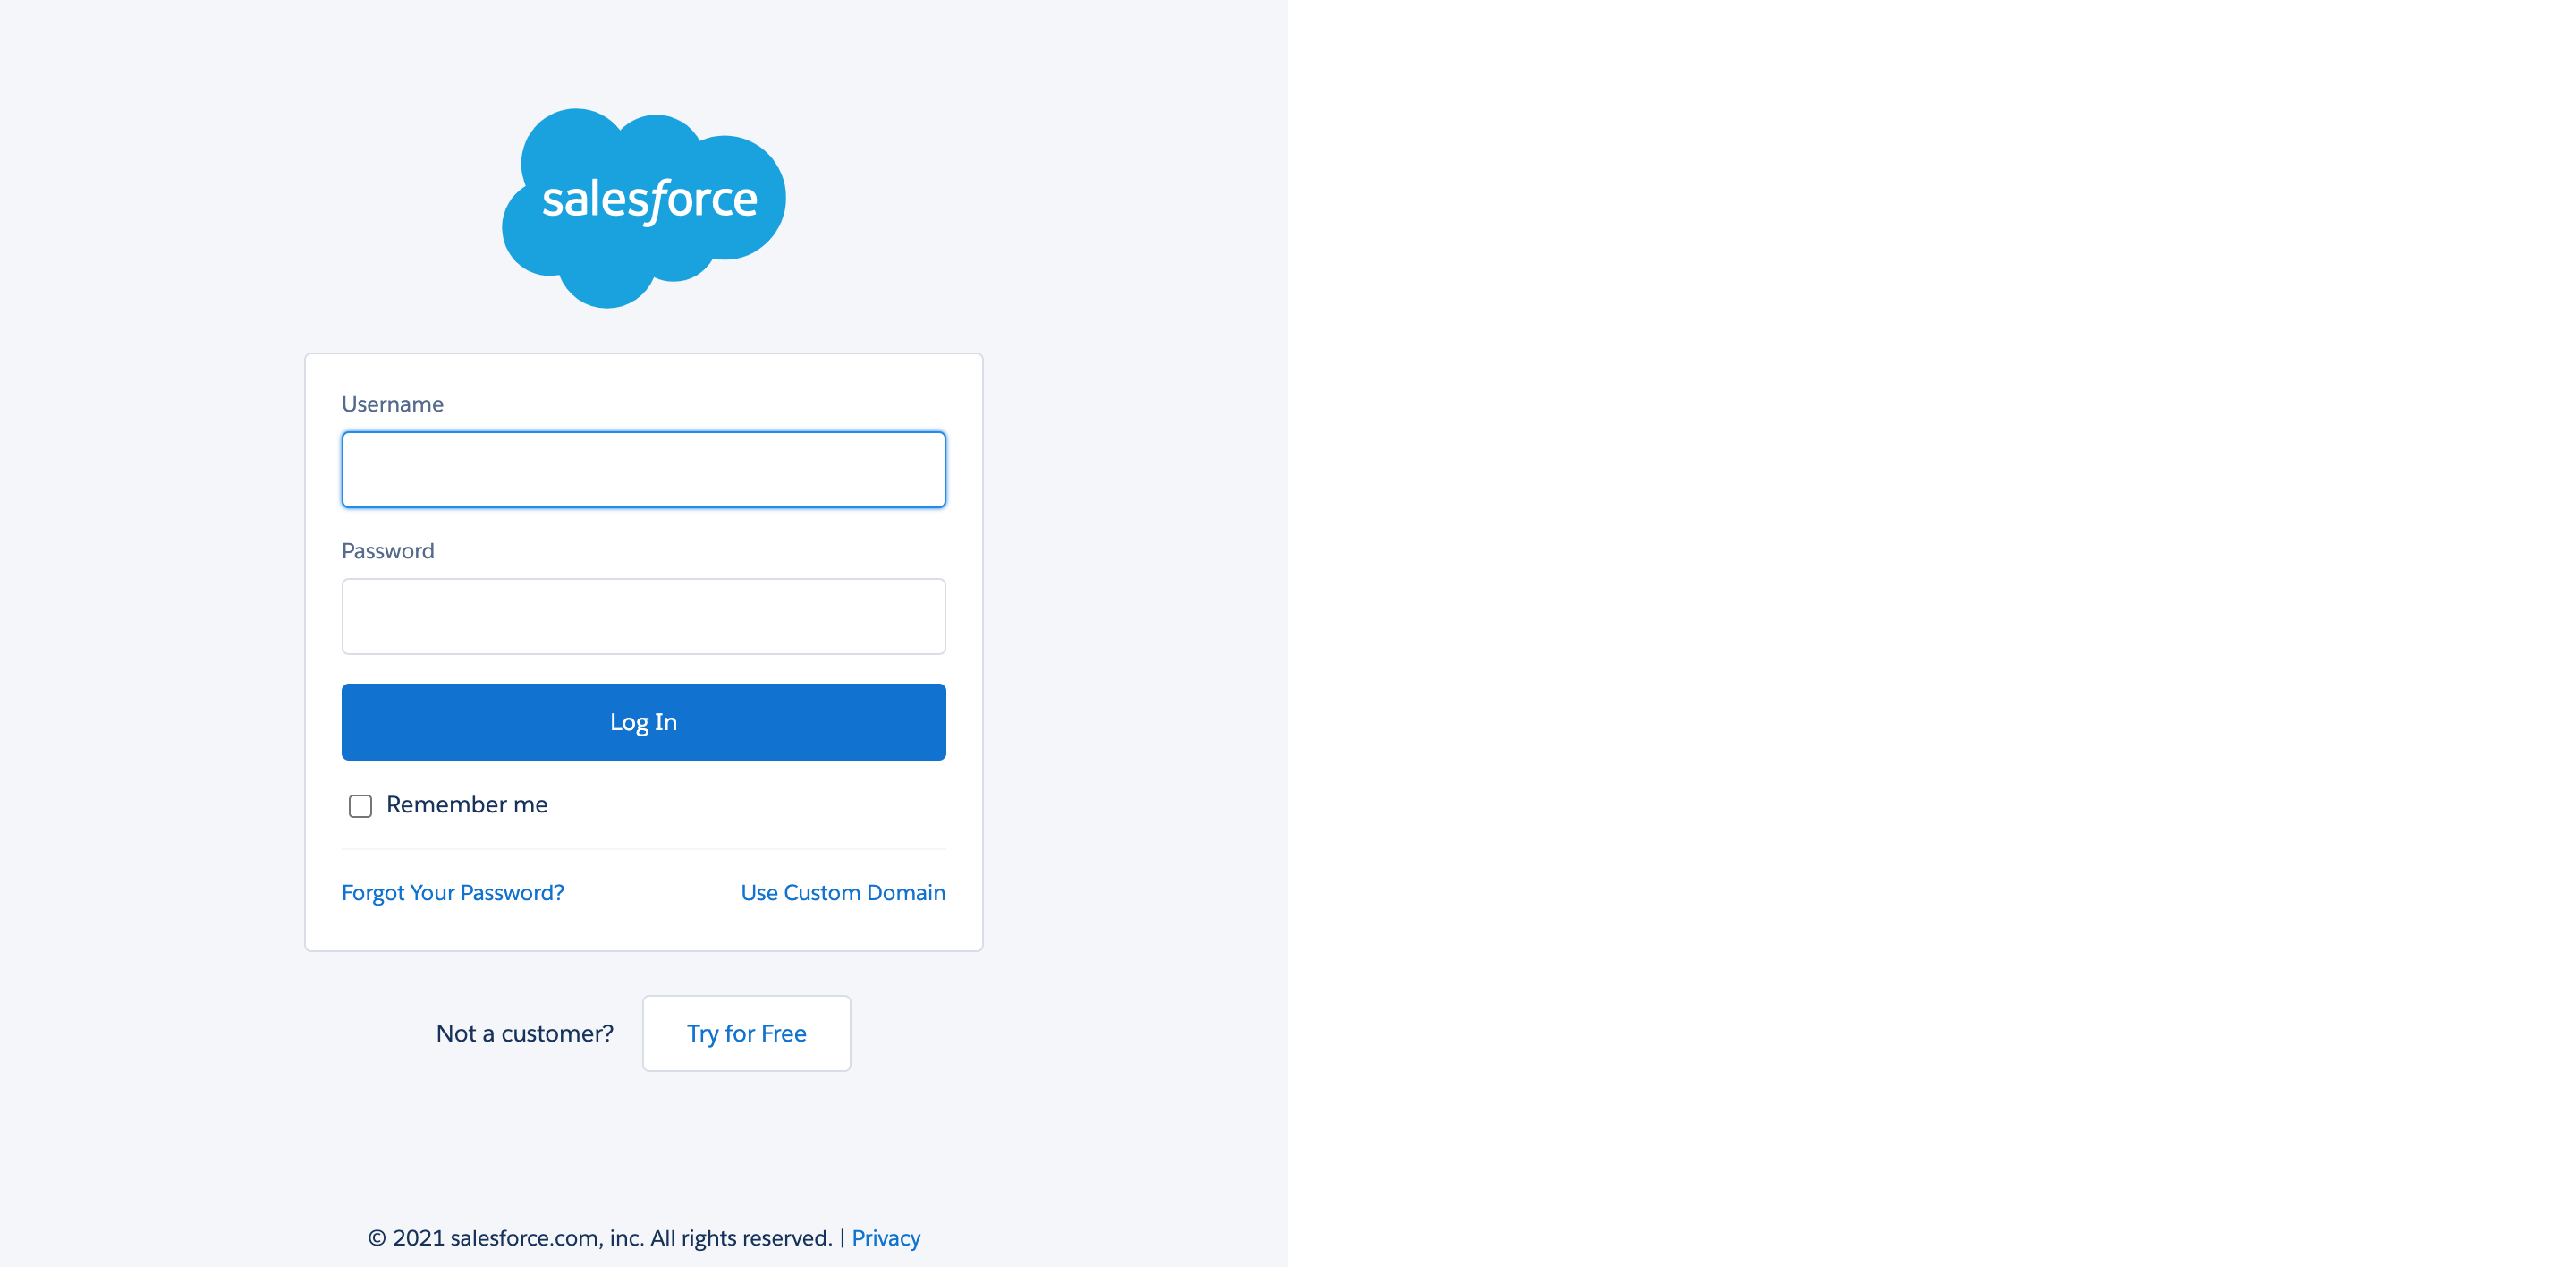 salesforce
Username
Password
Log In
Remember me
Forgot Your Password? Use Custom Domain
Not a customer? Try for Free
© 2021 salesforce.com, inc. All rights reserved. | Privacy